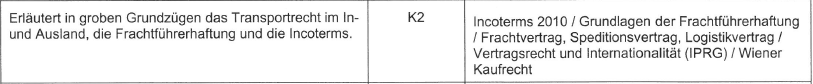 Erläutert in groben Grundzügen das Transportrecht im In-
und Ausland, die Frachtführerhaftung und die Incoterms.
K2
Incoterms 2010 / Grundlagen der Frachtführerhaftung
/ Frachtvertrag, Speditionsvertrag, Logistikvertrag /
Vertragsrecht und Internationalität (IPRG) / Wiener
Kaufrecht